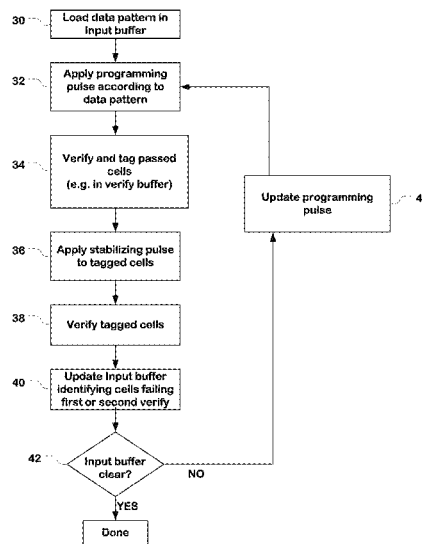 30
Load data pattern in
input buffer
32
Apply programming
pulse according to
data pattern
34
Verify and tag passed
cells
(e.g. in verify buffer)
Update programming
pulse
4
36
Apply stabilizing pulse
to tagged cells
38
Verify tagged cells
40
Update input buffer
identifying cells failing
first or second verify
42
Input buffer
clear?
NO
YES
Done